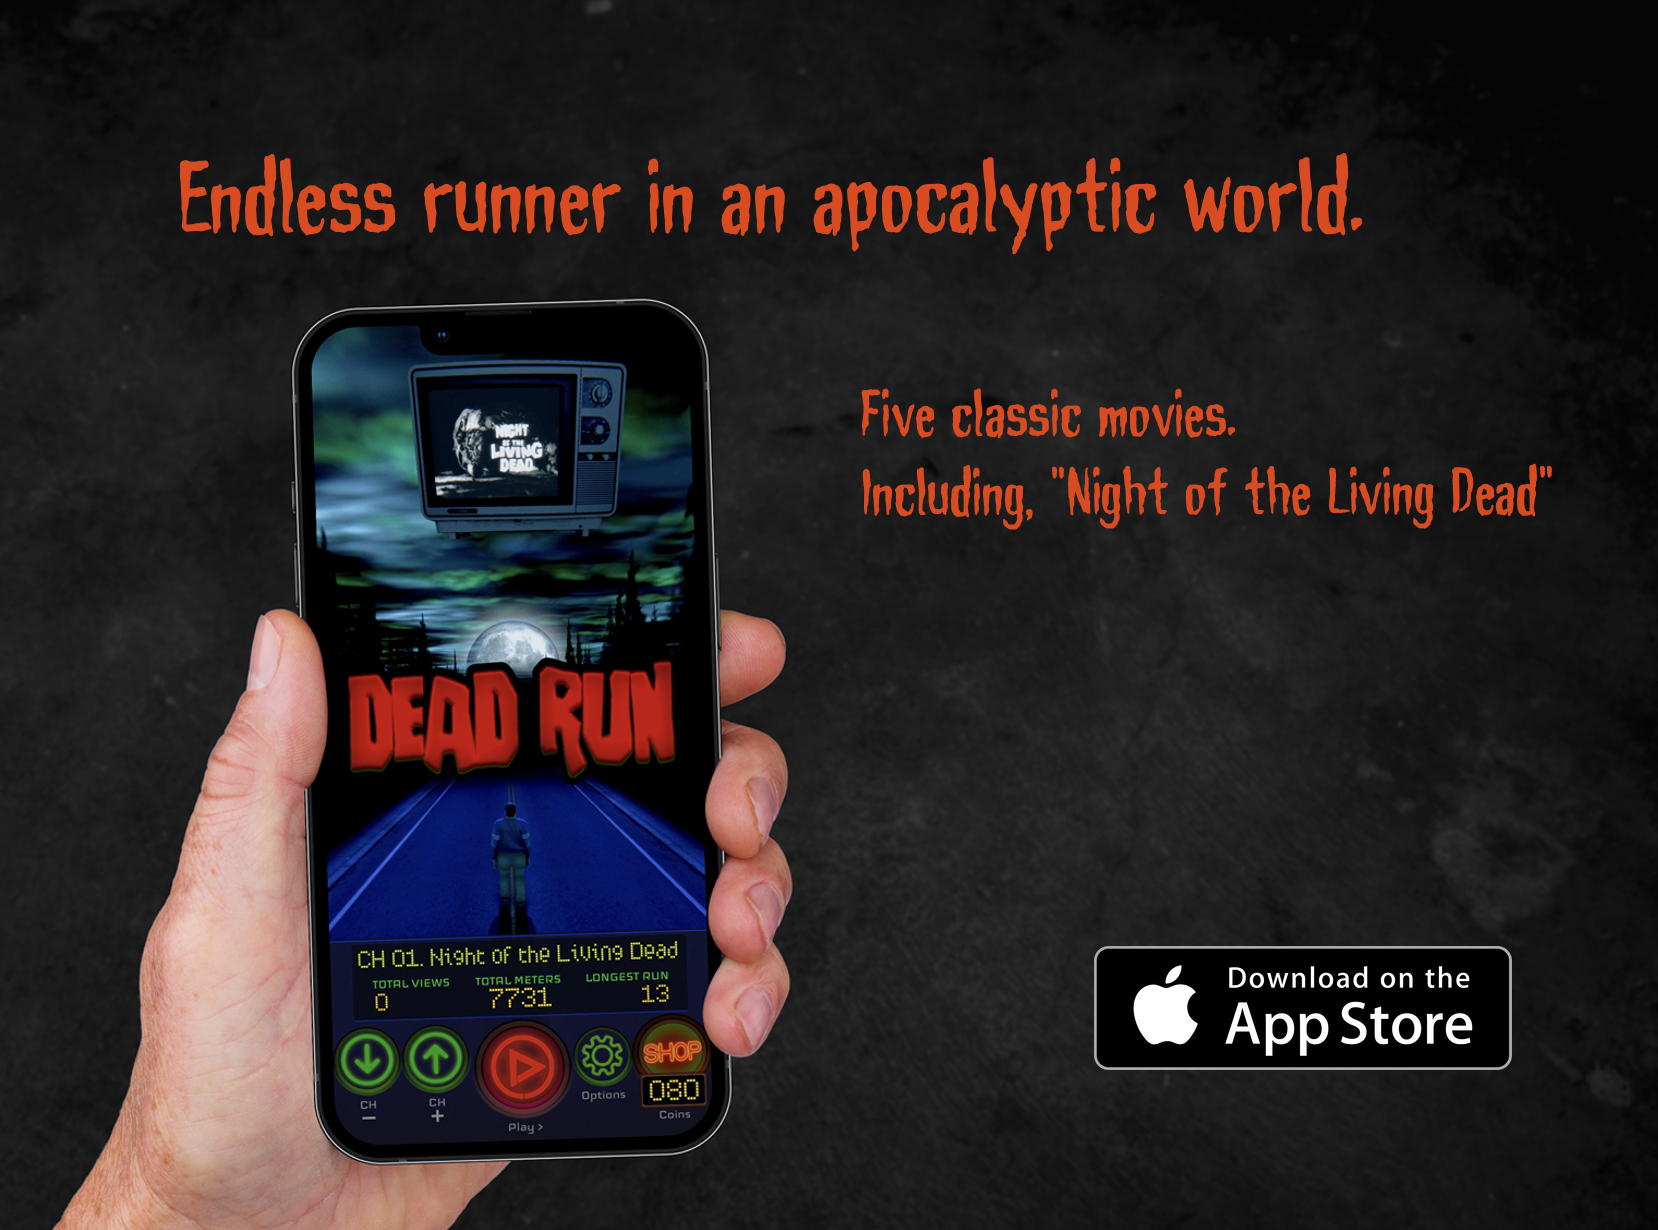 Endless runner in an apocalyptic world.
Five classic movies.
Including, "Night of the Living Dead"
NIGHT
OF THE
LIVING
DEAD
DEAD RUN
CH 01. Night of the Living Dead
TOTAL VIEWS TOTAL METERS LONGEST RUN
0 7731 13
SHOP
080
CH
−
CH
+
Play >
Options
Coins
Download on the
App Store